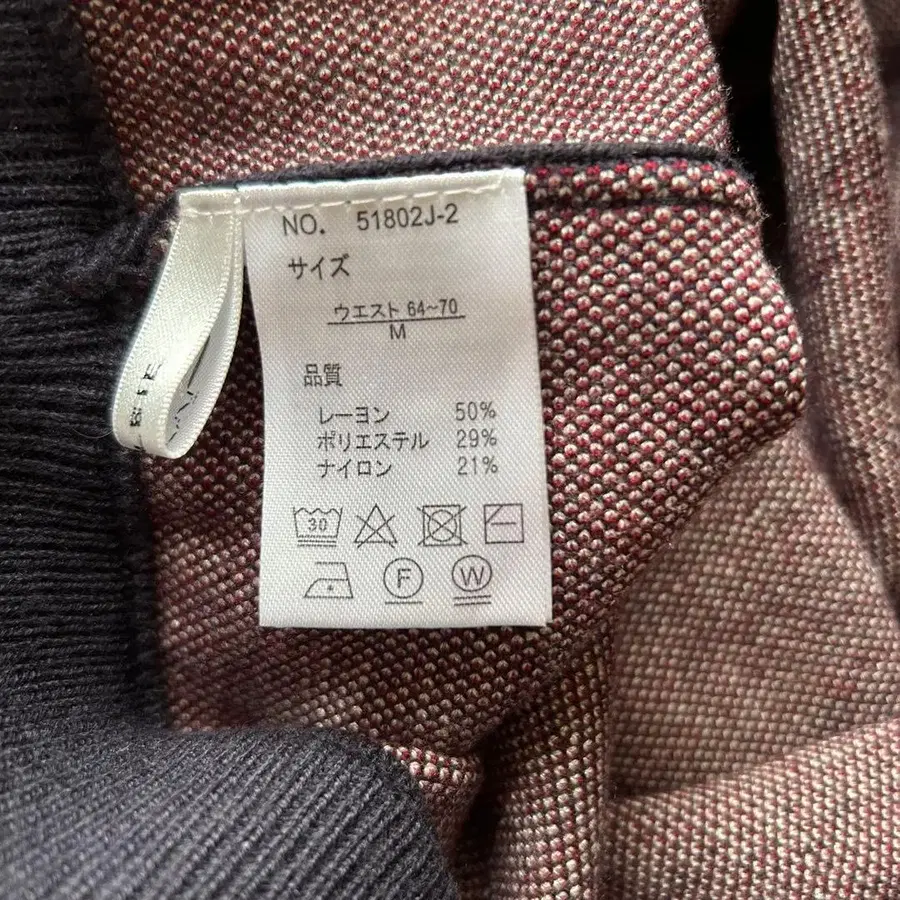 NO. 51802J-2
サイズ
ウエスト 64~70
M
品質
レーヨン 50%
ポリエステル 29%
ナイロン 21%
30
F W